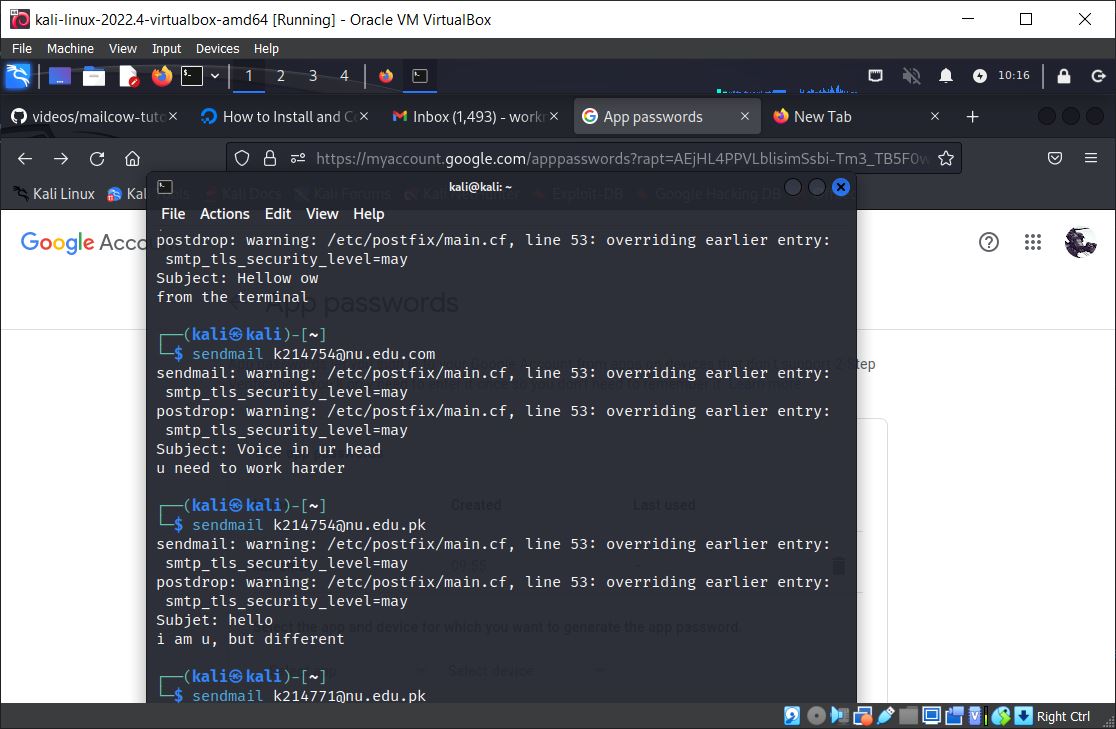 kali-linux-2022.4-virtualbox-amd64 [Running] - Oracle VM VirtualBox
File Machine View Input Devices Help
1 2 3 4 10:16
videos/mailcow-tuto How to Install and Co Inbox (1,493) - work App passwords New Tab
https://myaccount.google.com/apppasswords?rapt=AEjHL4PPVLblisimSsbi-Tm3_TB5F0w
Kali Linux Kali Tools Kali Docs Kali Forums Kali NetHunter Exploit-DB Google Hacking DB
kali@kali: ~
File Actions Edit View Help
Google Account
postdrop: warning: /etc/postfix/main.cf, line 53: overriding earlier entry:
smtp_tls_security_level=may
Subject: Hellow ow
from the terminal
App passwords
┌──(kali㉿kali)-[~]
└─$ sendmail k214754@nu.edu.com
sendmail: warning: /etc/postfix/main.cf, line 53: overriding earlier entry:
smtp_tls_security_level=may
postdrop: warning: /etc/postfix/main.cf, line 53: overriding earlier entry:
smtp_tls_security_level=may
Subject: Voice in ur head
u need to work harder
┌──(kali㉿kali)-[~]
Created Last used
└─$ sendmail k214754@nu.edu.pk
sendmail: warning: /etc/postfix/main.cf, line 53: overriding earlier entry:
smtp_tls_security_level=may
postdrop: warning: /etc/postfix/main.cf, line 53: overriding earlier entry:
smtp_tls_security_level=may
Subjet: hello
Select the app and device for which you want to generate the app password.
i am u, but different
┌──(kali㉿kali)-[~]
Select device
└─$ sendmail k214771@nu.edu.pk
Right Ctrl